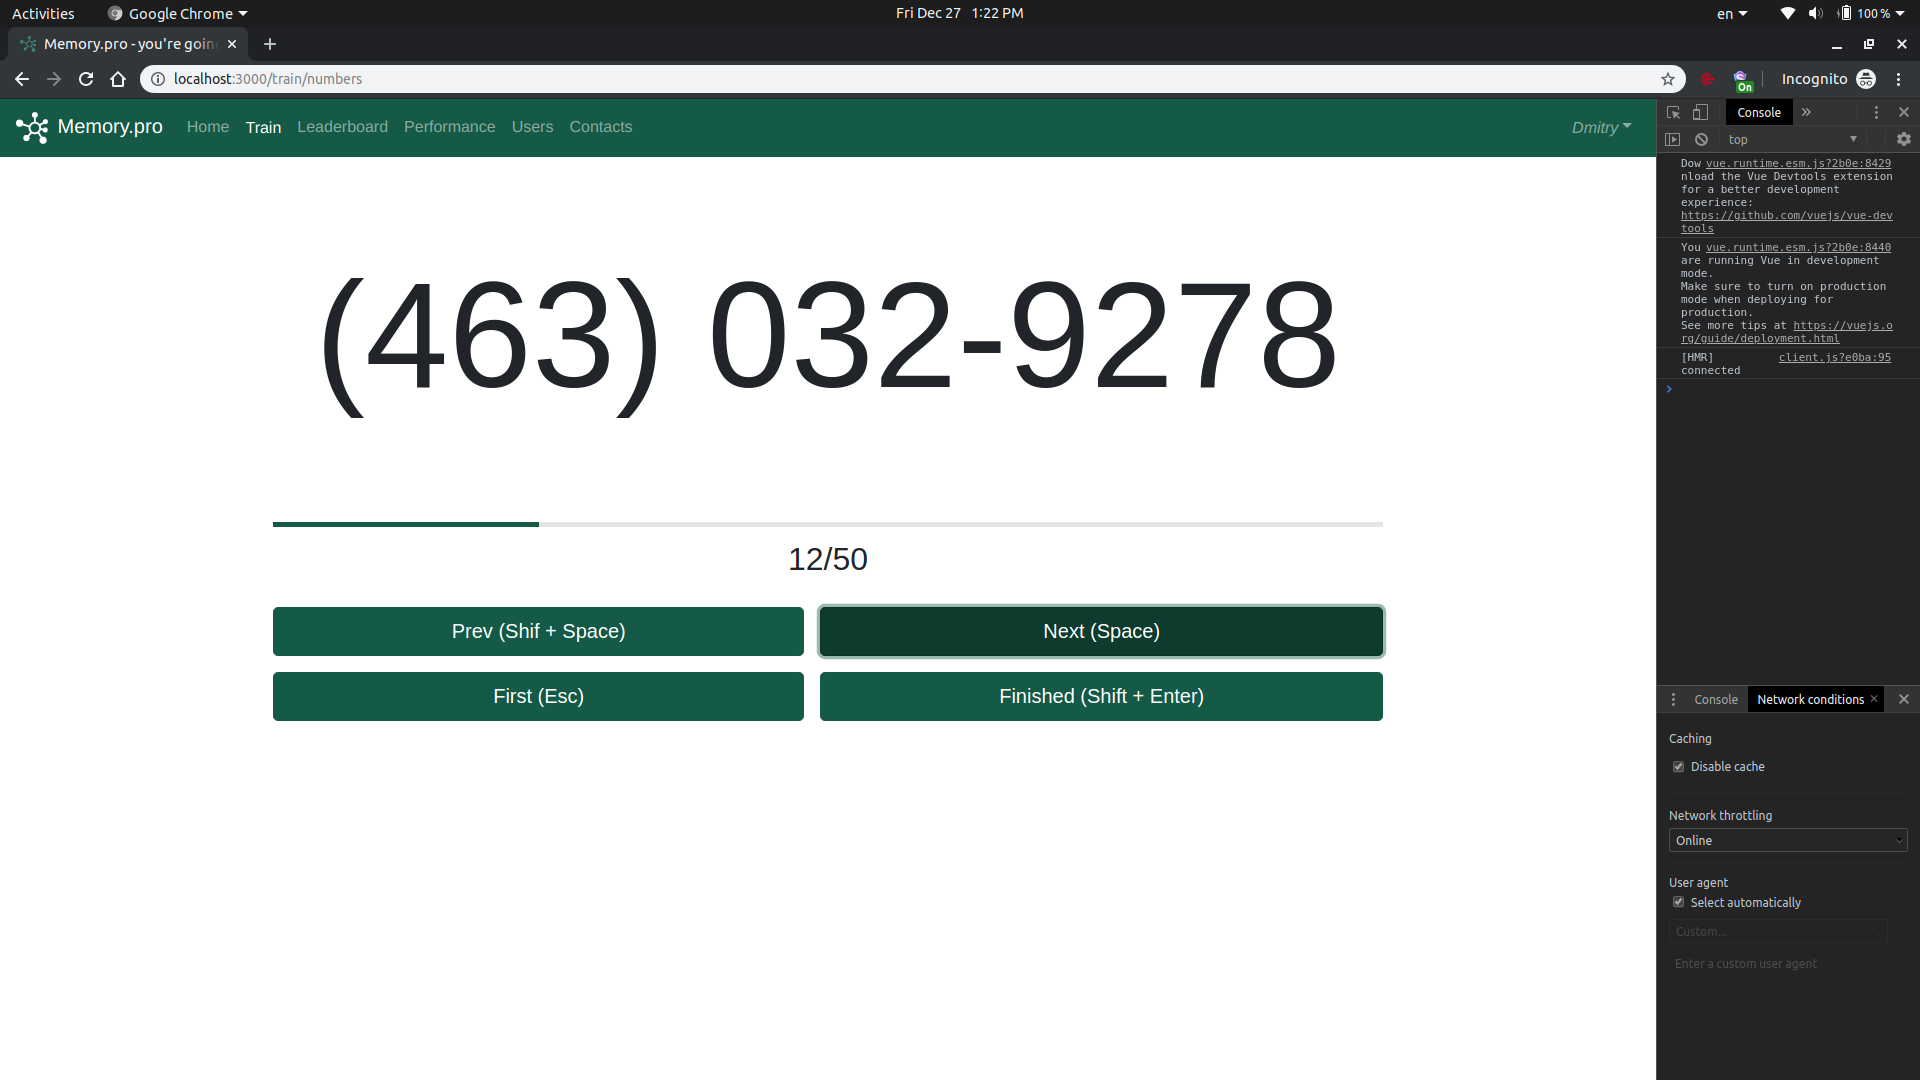 Activities
Google Chrome
Fri Dec 27 1:22 PM
en
100 %
Memory.pro - you're goin
localhost:3000/train/numbers
On
Incognito
Memory.pro
Home
Train
Leaderboard
Performance
Users
Contacts
Dmitry
(463) 032-9278
12/50
Prev (Shif + Space)
Next (Space)
First (Esc)
Finished (Shift + Enter)
Console
top
Dow vue.runtime.esm.js?2b0e:8429
nload the Vue Devtools extension
for a better development
experience:
https://github.com/vuejs/vue-dev
tools
You vue.runtime.esm.js?2b0e:8440
are running Vue in development
mode.
Make sure to turn on production
mode when deploying for
production.
See more tips at https://vuejs.o
rg/guide/deployment.html
[HMR] client.js?e0ba:95
connected
Console
Network conditions
Caching
Disable cache
Network throttling
Online
User agent
Select automatically
Custom...
Enter a custom user agent